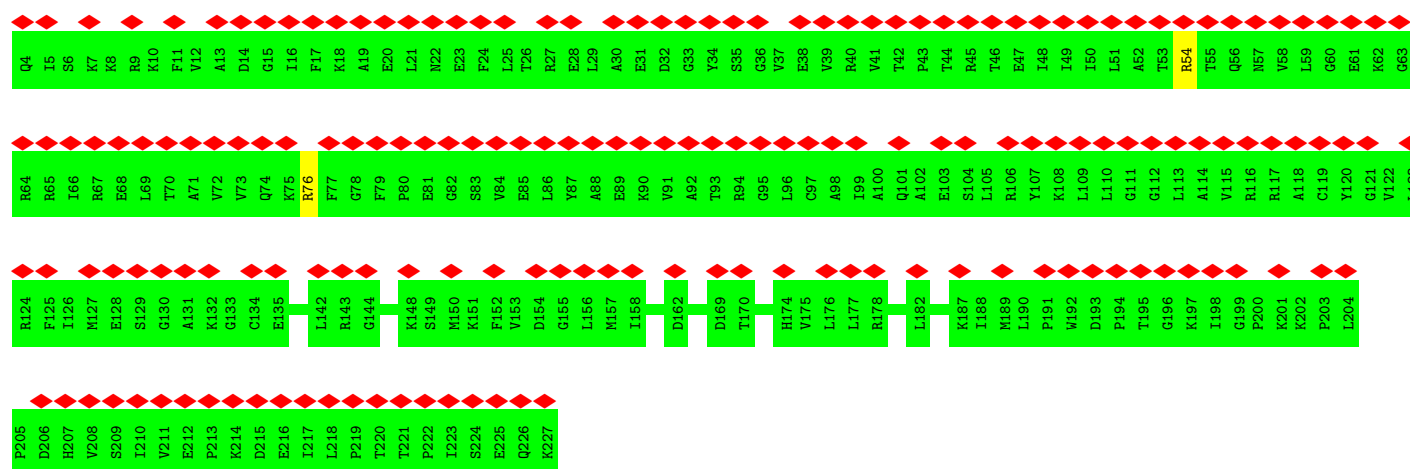 Q4 I5 S6 K7 K8 R9 K10 F11 V12 A13 D14 G15 I16 F17 K18 A19 E20 L21 N22 E23 F24 L25 T26 R27 E28 L29 A30 E31 D32 G33 Y34 S35 G36 V37 E38 V39 R40 V41 T42 P43 T44 R45 T46 E47 I48 I49 I50 L51 A52 T53 R54 T55 Q56 N57 V58 L59 G60 E61 K62 G63
R64 R65 I66 R67 E68 L69 T70 A71 V72 V73 Q74 K75 R76 F77 G78 F79 P80 E81 G82 S83 V84 E85 L86 Y87 A88 E89 K90 V91 A92 T93 R94 G95 L96 C97 A98 I99 A100 Q101 A102 E103 S104 L105 R106 Y107 K108 L109 L110 G111 G112 L113 A114 V115 R116 R117 A118 C119 Y120 G121 V122
R124 F125 I126 M127 E128 S129 G130 A131 K132 G133 C134 E135 L142 R143 G144 K148 S149 M150 K151 F152 V153 D154 G155 L156 M157 I158 D162 D169 T170 H174 V175 L176 L177 R178 L182 K187 I188 M189 L190 P191 W192 D193 P194 T195 G196 K197 I198 G199 P200 K201 K202 P203 L204
P205 D206 H207 V208 S209 I210 V211 E212 P213 K214 D215 E216 I217 L218 P219 T220 T221 P222 I223 S224 E225 Q226 K227